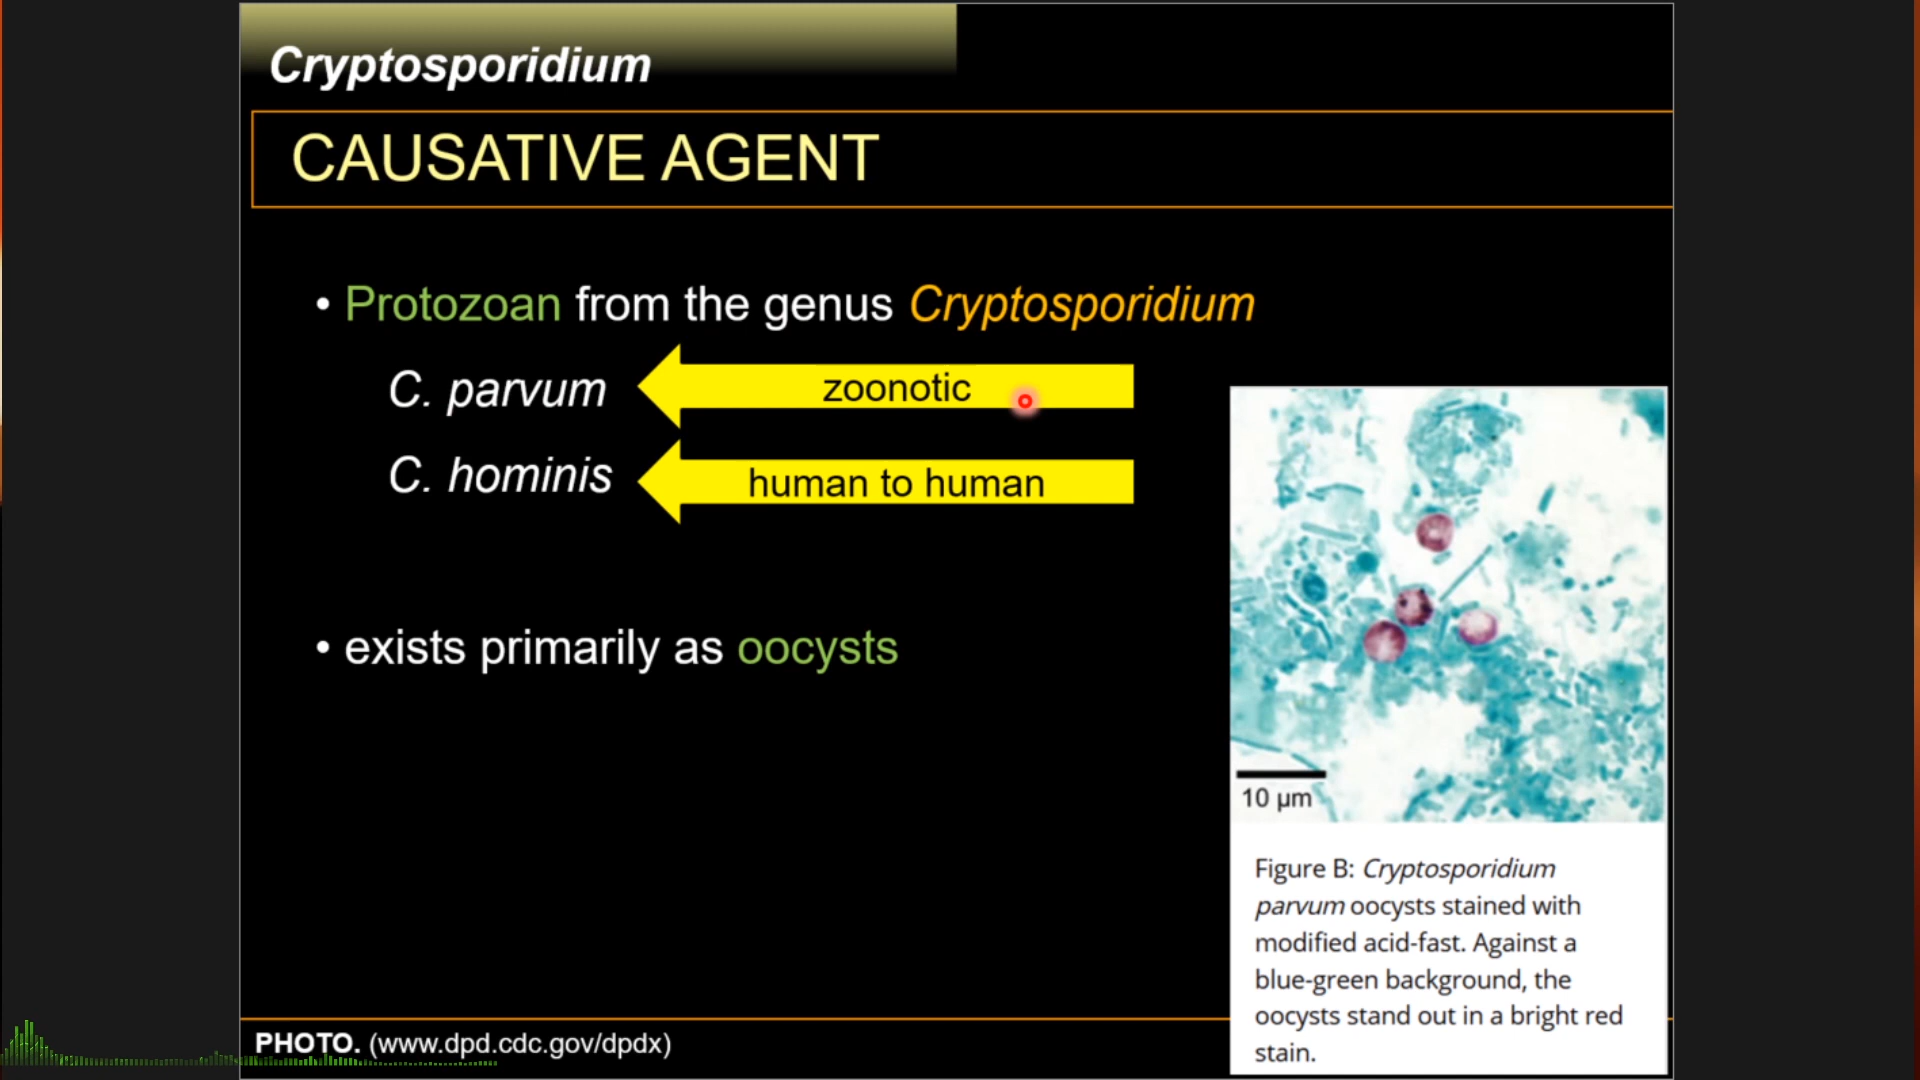 Cryptosporidium
CAUSATIVE AGENT
• Protozoan from the genus Cryptosporidium
C. parvum
zoonotic
C. hominis
human to human
• exists primarily as oocysts
10 µm
Figure B: Cryptosporidium
parvum oocysts stained with
modified acid-fast. Against a
blue-green background, the
oocysts stand out in a bright red
stain.
PHOTO. (www.dpd.cdc.gov/dpdx)